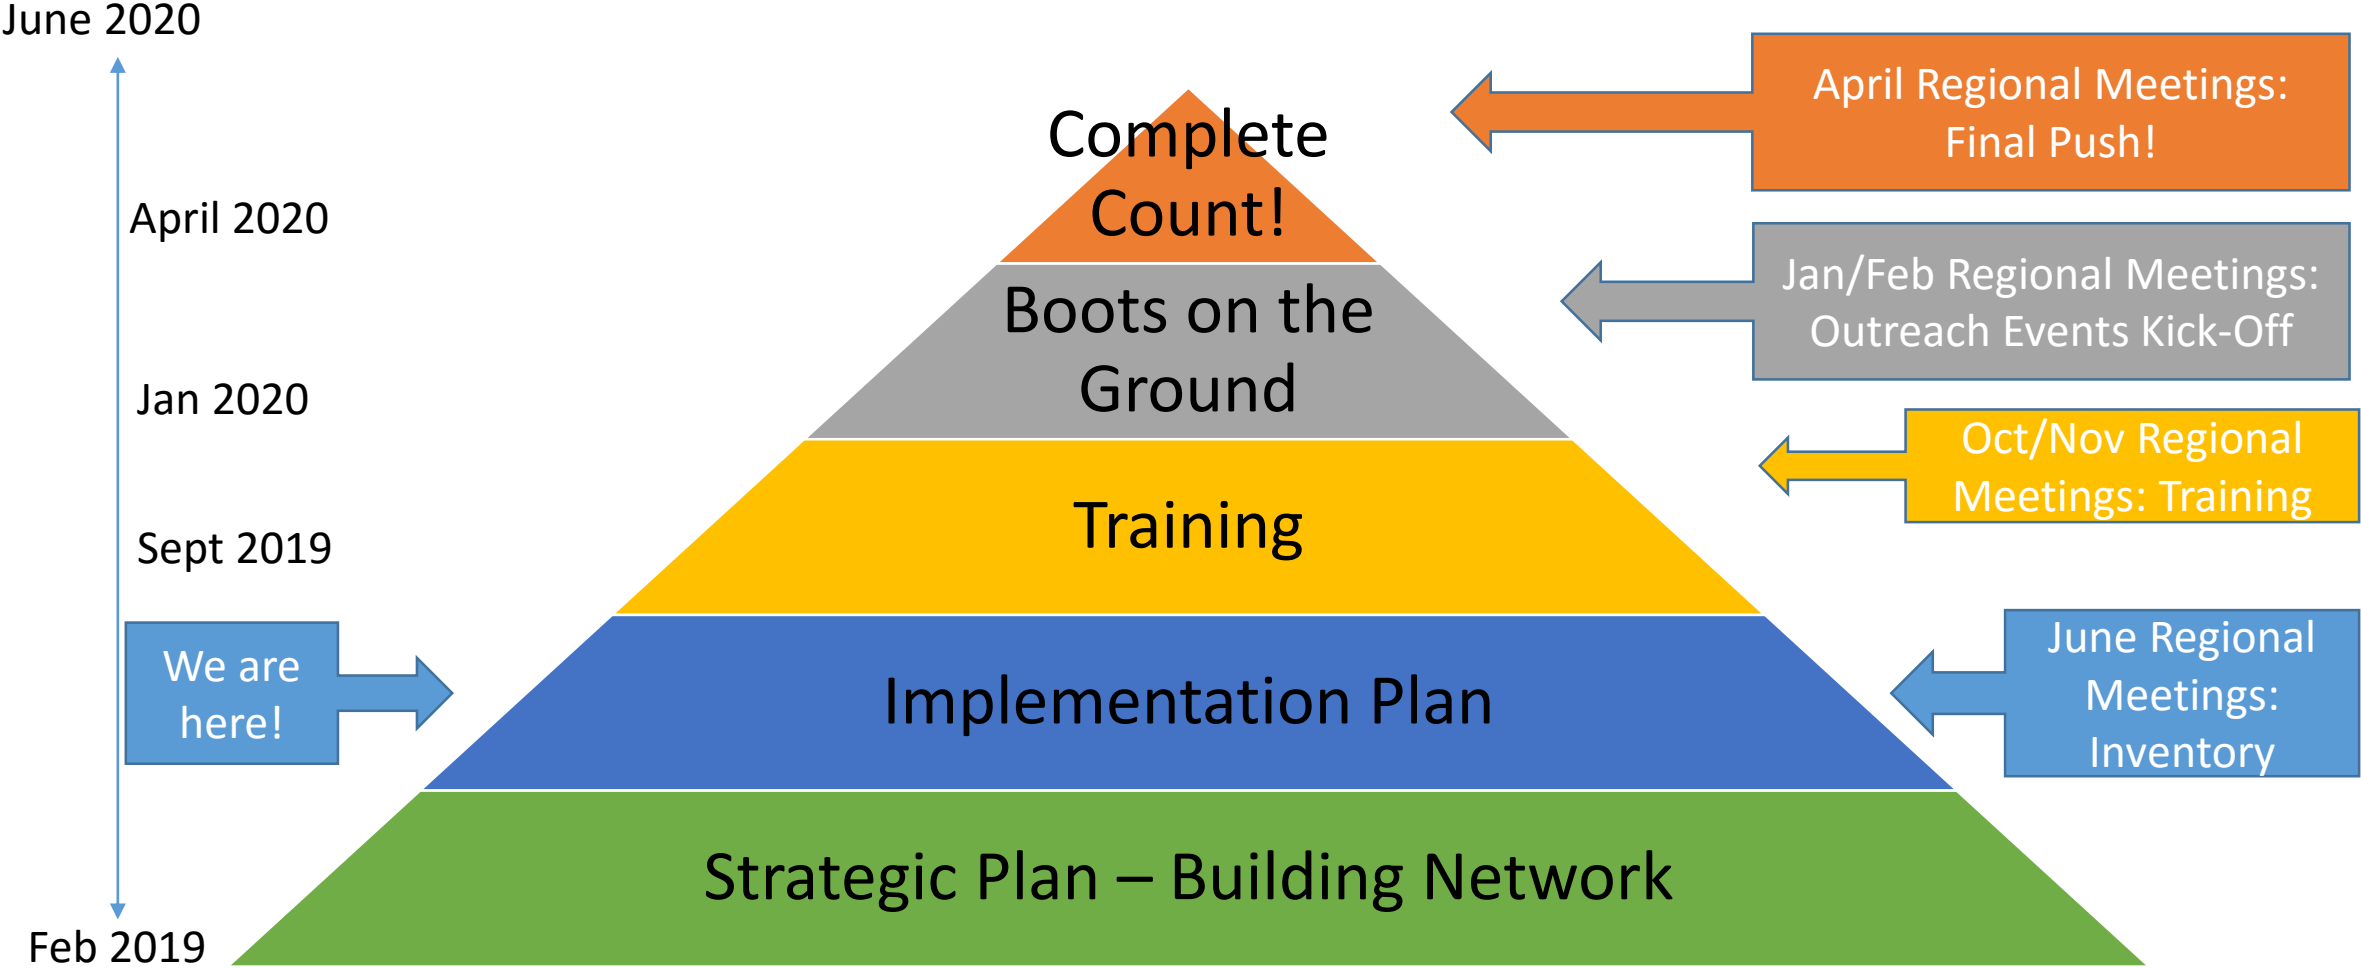 June 2020
April 2020
Jan 2020
Sept 2019
We are
here!
Feb 2019
Complete
Count!
Boots on the
Ground
Training
Implementation Plan
Strategic Plan – Building Network
April Regional Meetings:
Final Push!
Jan/Feb Regional Meetings:
Outreach Events Kick-Off
Oct/Nov Regional
Meetings: Training
June Regional
Meetings:
Inventory